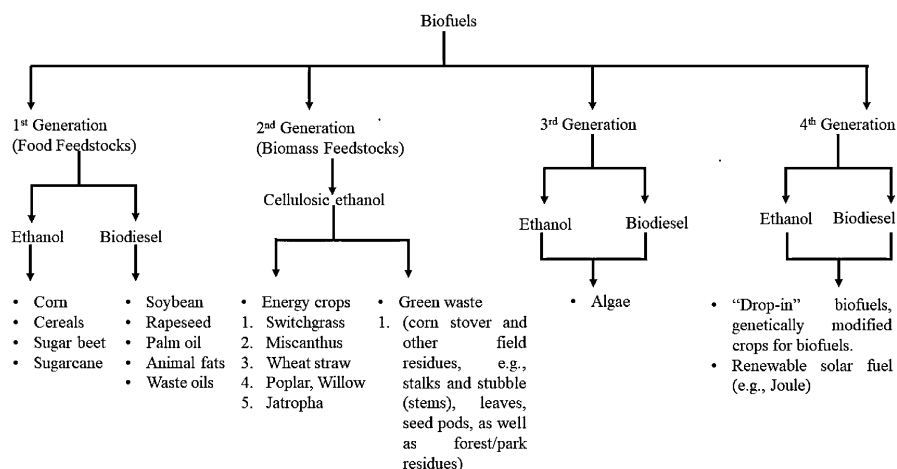 Biofuels
1st Generation
(Food Feedstocks)
2nd Generation
(Biomass Feedstocks)
3rd Generation
4th Generation
Cellulosic ethanol
Ethanol
Biodiesel
Ethanol
Biodiesel
Ethanol
Biodiesel
• Corn
• Cereals
• Sugar beet
• Sugarcane
• Soybean
• Rapeseed
• Palm oil
• Animal fats
• Waste oils
• Energy crops
1. Switchgrass
2. Miscanthus
3. Wheat straw
4. Poplar, Willow
5. Jatropha
• Green waste
1. (corn stover and
other field
residues, e.g.,
stalks and stubble
(stems), leaves,
seed pods, as well
as forest/park
residues)
• Algae
• “Drop-in” biofuels,
genetically modified
crops for biofuels.
• Renewable solar fuel
(e.g., Joule)